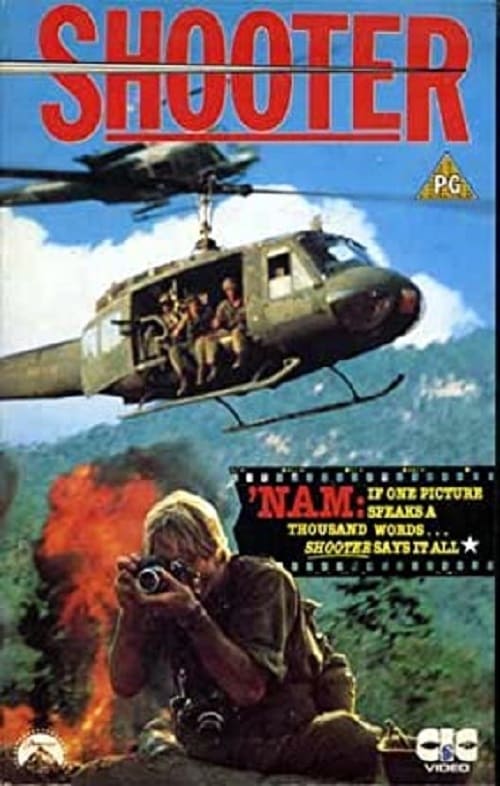 SHOOTER
PG
'NAM: IF ONE PICTURE
SPEAKS A
THOUSAND WORDS...
SHOOTER SAYS IT ALL ★
CIC
VIDEO